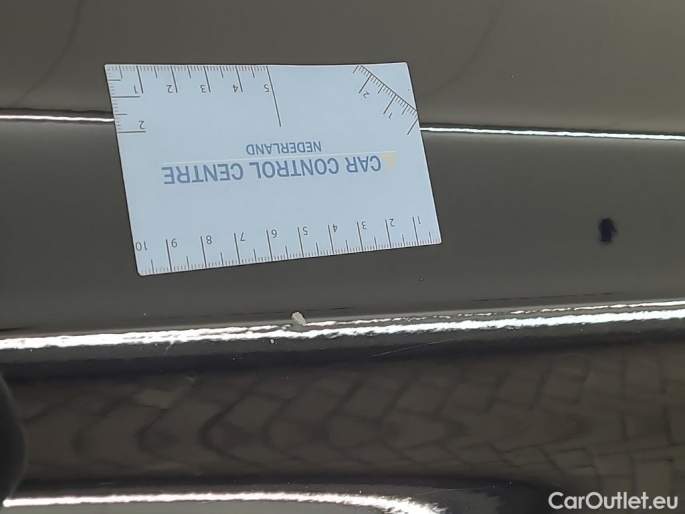 1 2 3 4 5
2 1
2
CAR CONTROL CENTRE
NEDERLAND
10 9 8 7 6 5 4 3 2 1
CarOutlet.eu